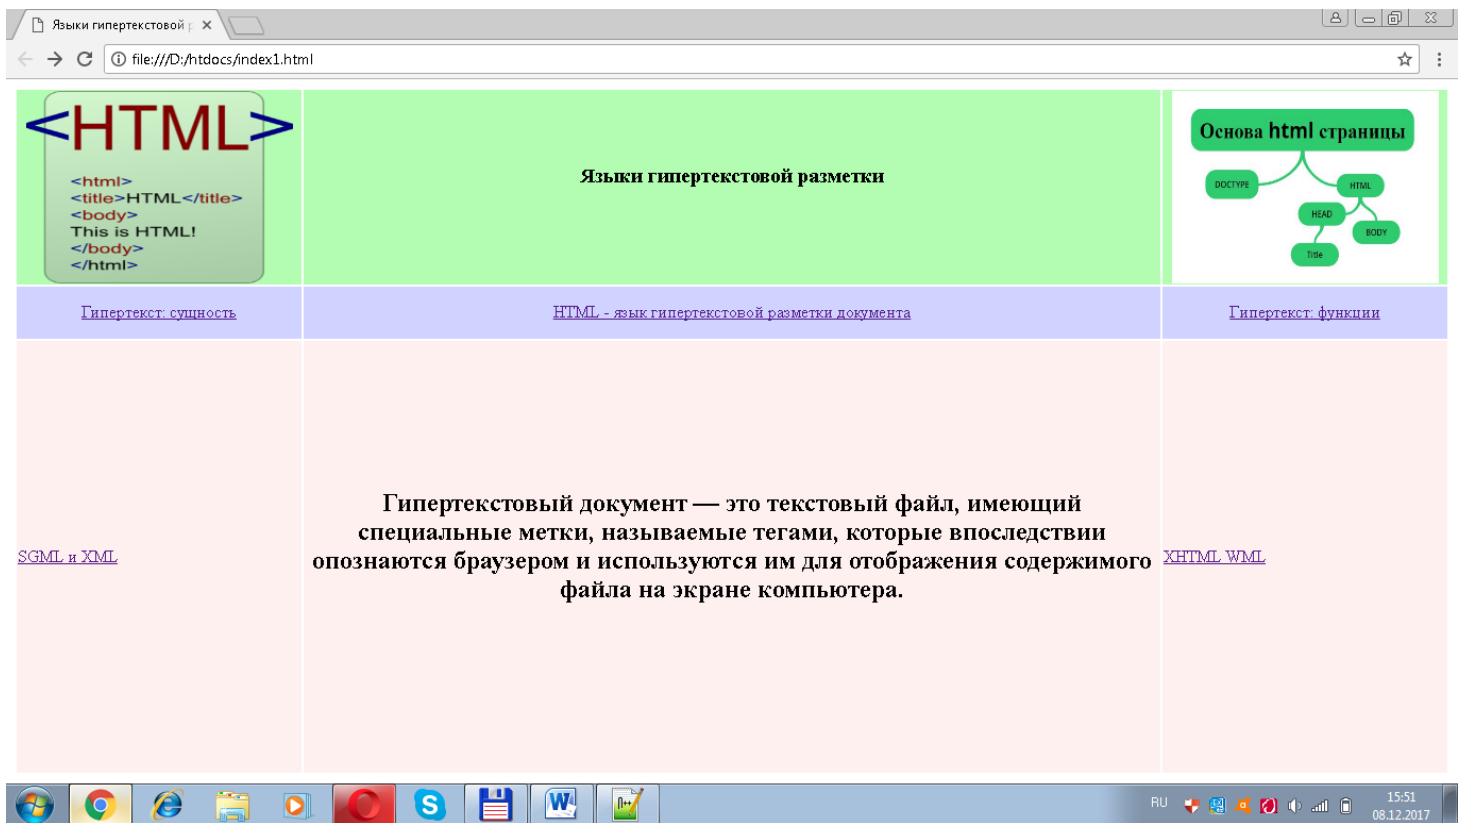 Языки гипертекстовой р
file:///D:/htdocs/index1.html
<HTML>
<html>
<title>HTML</title>
<body>
This is HTML!
</body>
</html>
Языки гипертекстовой разметки
Основа html страницы
DOCTYPE
HTML
HEAD
BODY
Title
Гипертекст: сущность
HTML - язык гипертекстовой разметки документа
Гипертекст: функции
SGML и XML
Гипертекстовый документ — это текстовый файл, имеющий
специальные метки, называемые тегами, которые впоследствии
опознаются браузером и используются им для отображения содержимого
файла на экране компьютера.
XHTML WML
RU
15:51
08.12.2017